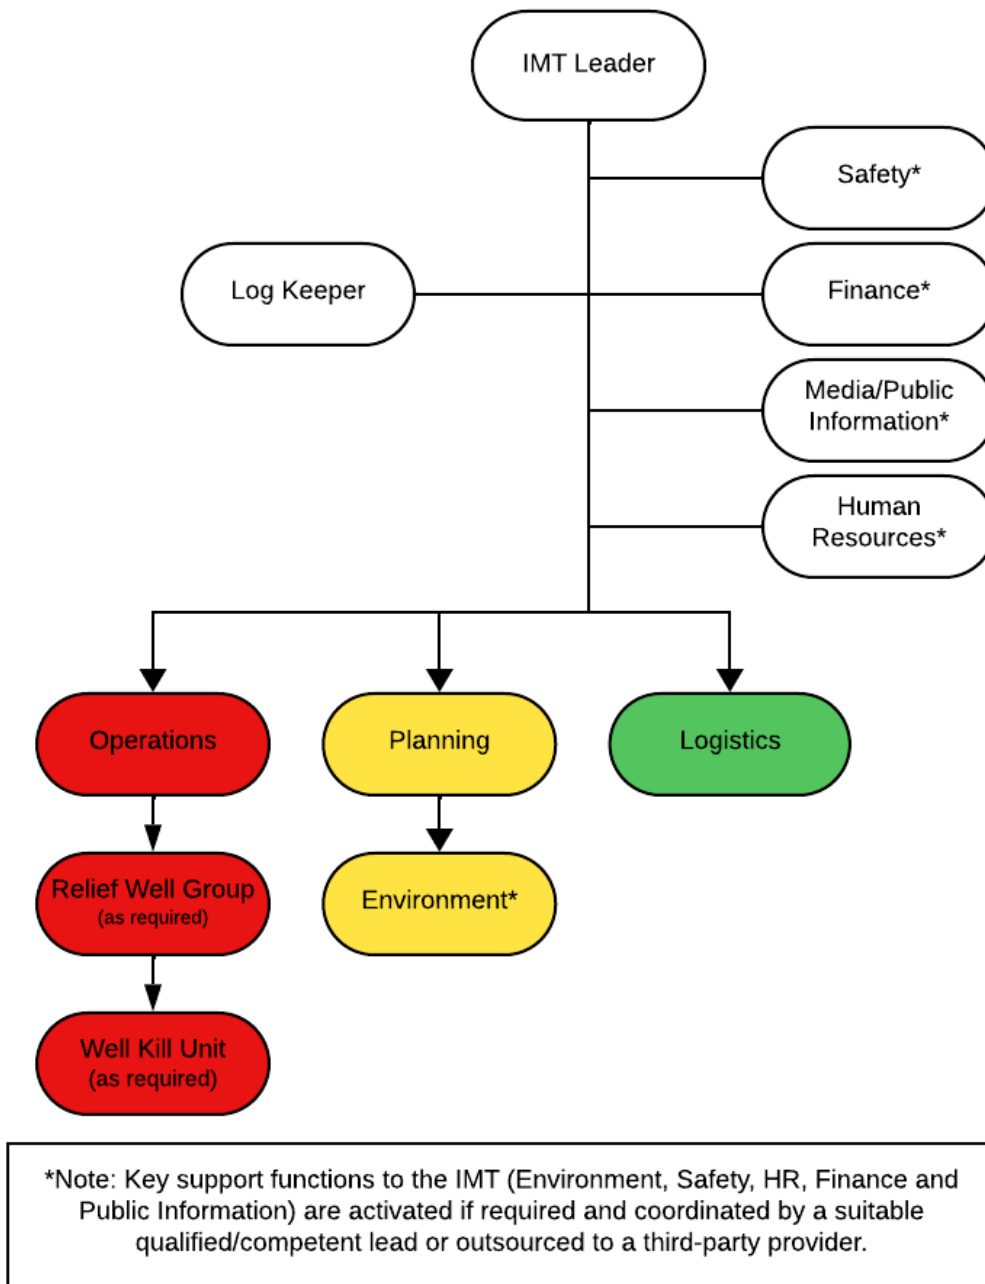 IMT Leader
Safety*
Log Keeper
Finance*
Media/Public
Information*
Human
Resources*
Operations
Planning
Logistics
Relief Well Group
(as required)
Environment*
Well Kill Unit
(as required)
*Note: Key support functions to the IMT (Environment, Safety, HR, Finance and
Public Information) are activated if required and coordinated by a suitable
qualified/competent lead or outsourced to a third-party provider.